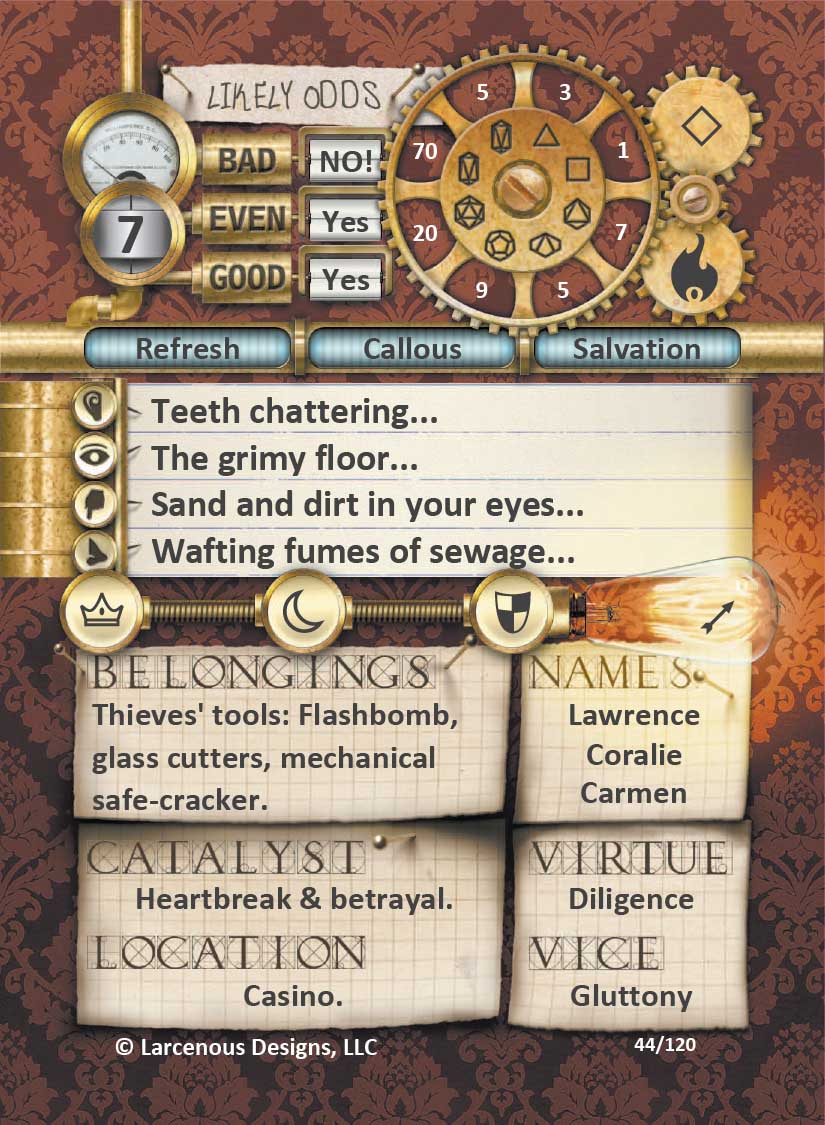 LIKELY ODDS
BAD NO!
EVEN Yes
GOOD Yes
7
5 3
70 1
20 7
9 5
Refresh Callous Salvation
Teeth chattering...
The grimy floor...
Sand and dirt in your eyes...
Wafting fumes of sewage...
BELONGINGS
Thieves' tools: Flashbomb,
glass cutters, mechanical
safe-cracker.
NAMES
Lawrence
Coralie
Carmen
CATALYST
Heartbreak & betrayal.
LOCATION
Casino.
VIRTUE
Diligence
VICE
Gluttony
© Larcenous Designs, LLC
44/120